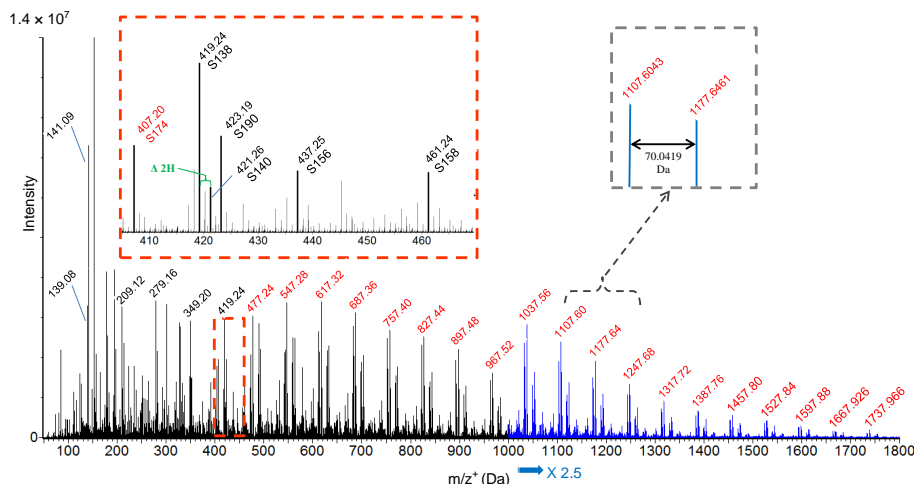 1.4 x 10⁷
Intensity
0
141.09
139.08
209.12
279.16
349.20
419.24
477.24
547.28
617.32
687.36
757.40
827.44
897.48
967.52
1037.56
1107.60
1177.64
1247.68
1317.72
1387.76
1457.80
1527.84
1597.88
1667.926
1737.966
407.20
S174
419.24
S138
423.19
S190
421.26
S140
437.25
S156
461.24
S158
Δ 2H
410 420 430 440 450 460
1107.6043
1177.6461
70.0419
Da
100 200 300 400 500 600 700 800 900 1000 1100 1200 1300 1400 1500 1600 1700 1800
m/z⁺ (Da)
X 2.5